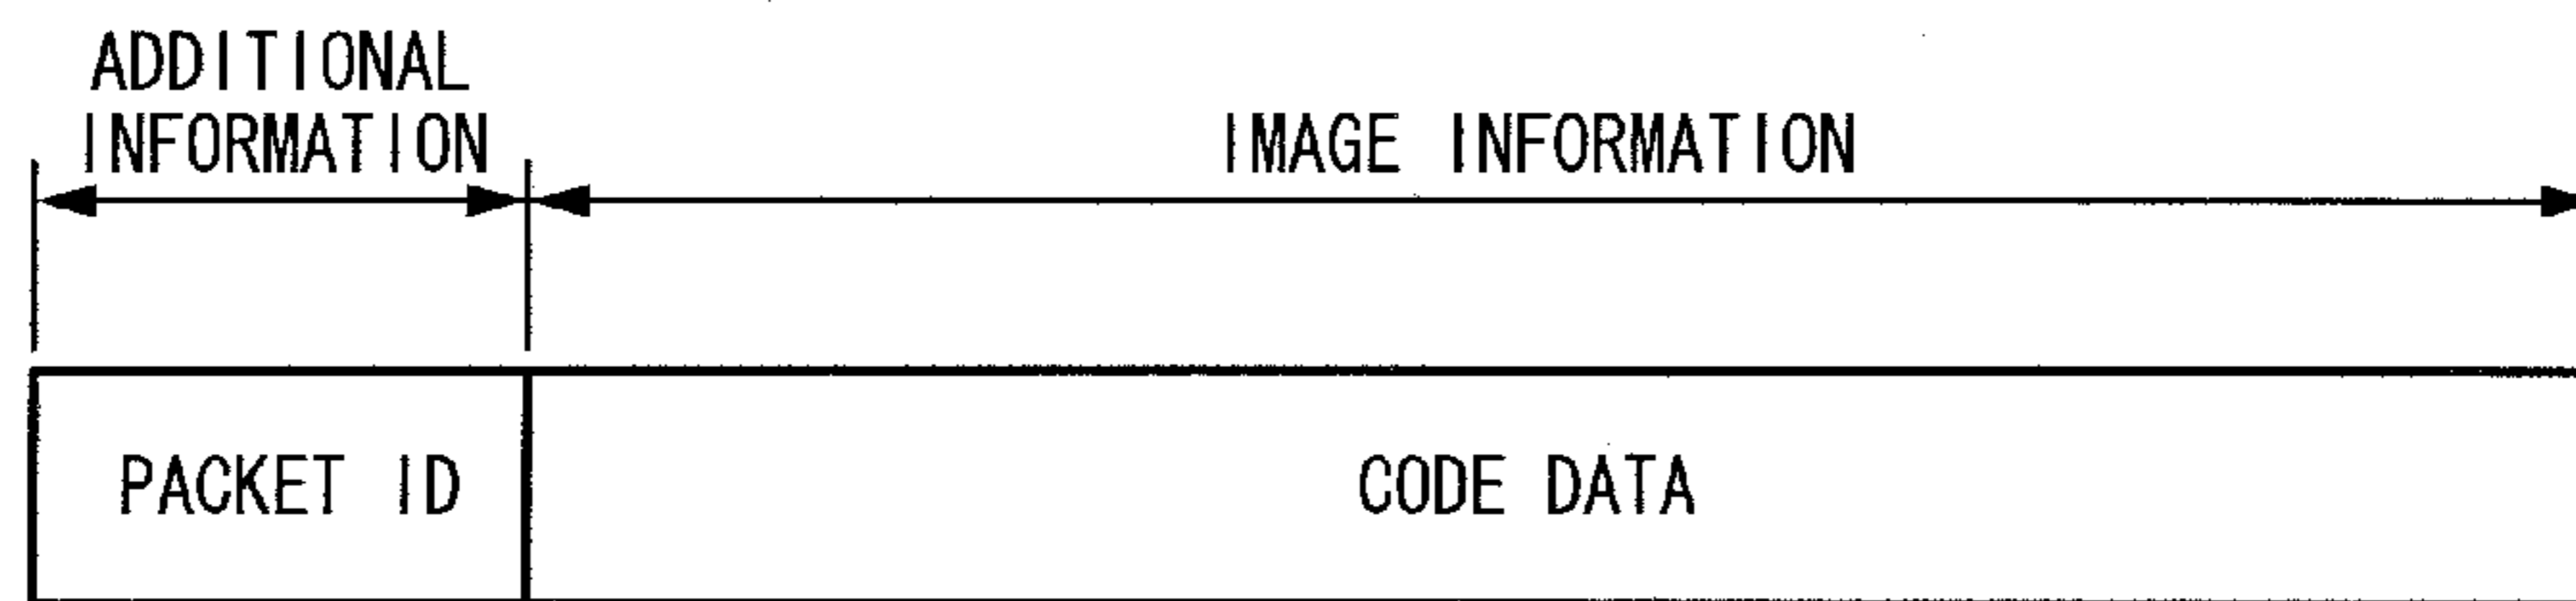 ADDITIONAL
INFORMATION
IMAGE INFORMATION
PACKET ID
CODE DATA